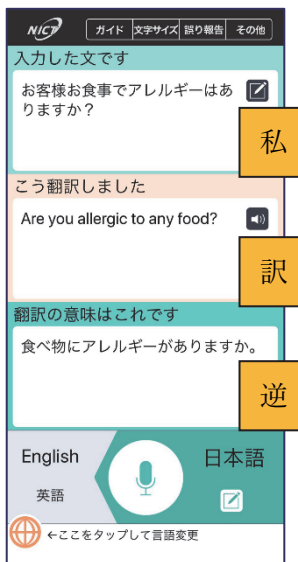 NICT
ガイド 文字サイズ 誤り報告 その他
入力した文です
お客様お食事でアレルギーはあ
りますか？
私
こう翻訳しました
Are you allergic to any food?
訳
翻訳の意味はこれです
食べ物にアレルギーがありますか。
逆
English 日本語
英語
←ここをタップして言語変更